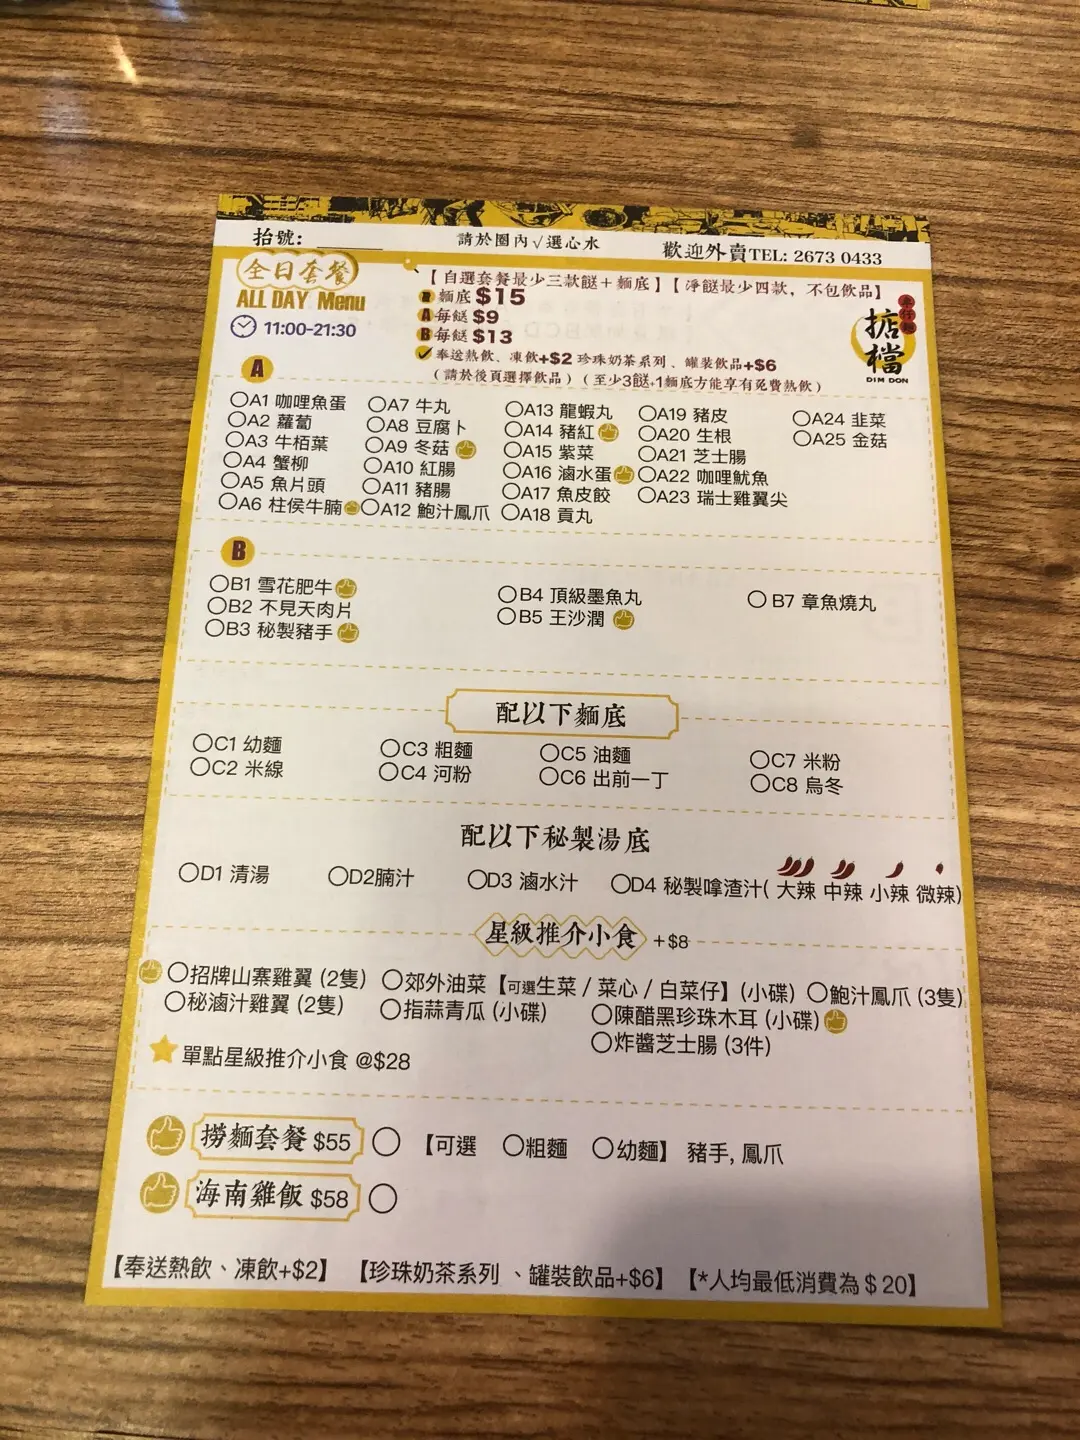 抬號: ______ 請於圈內√選心水 歡迎外賣TEL: 2673 0433
全日套餐
ALL DAY Menu
11:00-21:30
【自選套餐最少三款餸+麵底】【淨餸最少四款，不包飲品】
麵底 $15
A 每餸 $9
B 每餸 $13
奉送熱飲、凍飲+$2 珍珠奶茶系列、罐裝飲品+$6
(請於後頁選擇飲品) (至少3餸+1麵底方能享有免費熱飲)
車仔麵
掂檔
DIM DON
A
○A1 咖哩魚蛋 ○A7 牛丸 ○A13 龍蝦丸 ○A19 豬皮 ○A24 韭菜
○A2 蘿蔔 ○A8 豆腐卜 ○A14 豬紅 ○A20 生根 ○A25 金菇
○A3 牛栢葉 ○A9 冬菇 ○A15 紫菜 ○A21 芝士腸
○A4 蟹柳 ○A10 紅腸 ○A16 滷水蛋 ○A22 咖哩魷魚
○A5 魚片頭 ○A11 豬腸 ○A17 魚皮餃 ○A23 瑞士雞翼尖
○A6 柱侯牛腩 ○A12 鮑汁鳳爪 ○A18 貢丸
B
○B1 雪花肥牛 ○B4 頂級墨魚丸 ○B7 章魚燒丸
○B2 不見天肉片 ○B5 王沙潤
○B3 秘製豬手
配以下麵底
○C1 幼麵 ○C3 粗麵 ○C5 油麵 ○C7 米粉
○C2 米線 ○C4 河粉 ○C6 出前一丁 ○C8 烏冬
配以下秘製湯底
○D1 清湯 ○D2腩汁 ○D3 滷水汁 ○D4 秘製嗱渣汁( 大辣 中辣 小辣 微辣)
星級推介小食 +$8
○招牌山寨雞翼 (2隻) ○郊外油菜【可選生菜 / 菜心 / 白菜仔】(小碟) ○鮑汁鳳爪 (3隻)
○秘滷汁雞翼 (2隻) ○指蒜青瓜 (小碟) ○陳醋黑珍珠木耳 (小碟)
○炸醬芝士腸 (3件)
單點星級推介小食 @$28
撈麵套餐 $55 ○ 【可選 ○粗麵 ○幼麵】 豬手, 鳳爪
海南雞飯 $58 ○
【奉送熱飲、凍飲+$2】 【珍珠奶茶系列 、罐裝飲品+$6】 【*人均最低消費為 $ 20】